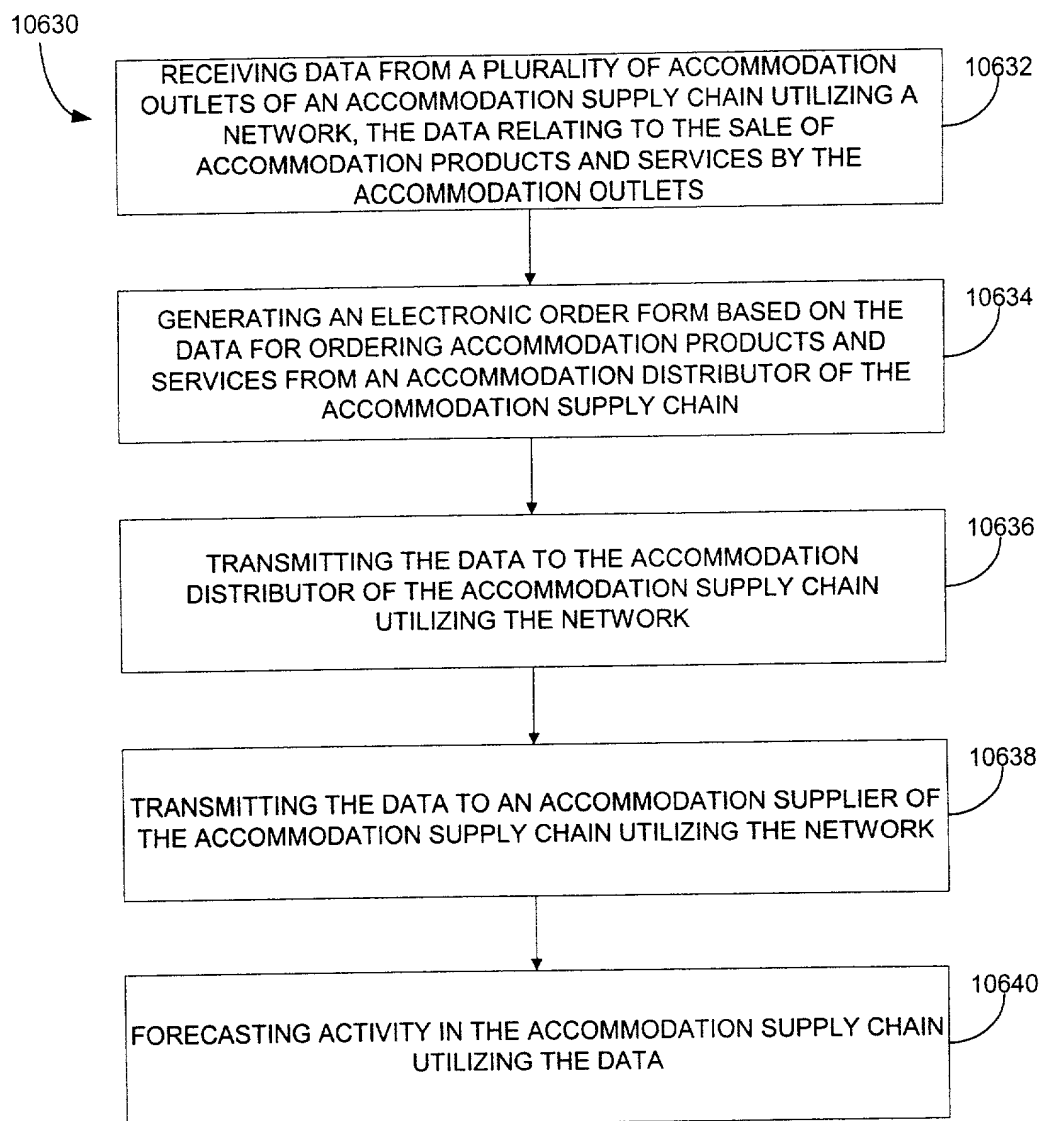 10630
RECEIVING DATA FROM A PLURALITY OF ACCOMMODATION
OUTLETS OF AN ACCOMMODATION SUPPLY CHAIN UTILIZING A
NETWORK, THE DATA RELATING TO THE SALE OF
ACCOMMODATION PRODUCTS AND SERVICES BY THE
ACCOMMODATION OUTLETS
10632
GENERATING AN ELECTRONIC ORDER FORM BASED ON THE
DATA FOR ORDERING ACCOMMODATION PRODUCTS AND
SERVICES FROM AN ACCOMMODATION DISTRIBUTOR OF THE
ACCOMMODATION SUPPLY CHAIN
10634
TRANSMITTING THE DATA TO THE ACCOMMODATION
DISTRIBUTOR OF THE ACCOMMODATION SUPPLY CHAIN
UTILIZING THE NETWORK
10636
TRANSMITTING THE DATA TO AN ACCOMMODATION SUPPLIER OF
THE ACCOMMODATION SUPPLY CHAIN UTILIZING THE NETWORK
10638
FORECASTING ACTIVITY IN THE ACCOMMODATION SUPPLY CHAIN
UTILIZING THE DATA
10640